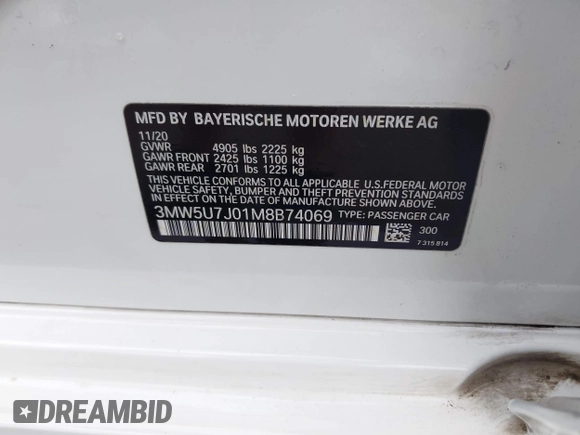 MFD BY BAYERISCHE MOTOREN WERKE AG
11/20
GVWR 4905 lbs 2225 kg
GAWR FRONT 2425 lbs 1100 kg
GAWR REAR 2701 lbs 1225 kg
THIS VEHICLE CONFORMS TO ALL APPLICABLE U.S.FEDERAL MOTOR
VEHICLE SAFETY, BUMPER AND THEFT PREVENTION STANDARDS
IN EFFECT ON THE DATE OF MANUFACTURE SHOWN ABOVE.
3MW5U7J01M8B74069 TYPE: PASSENGER CAR
300
7 315 814
DREAMBID